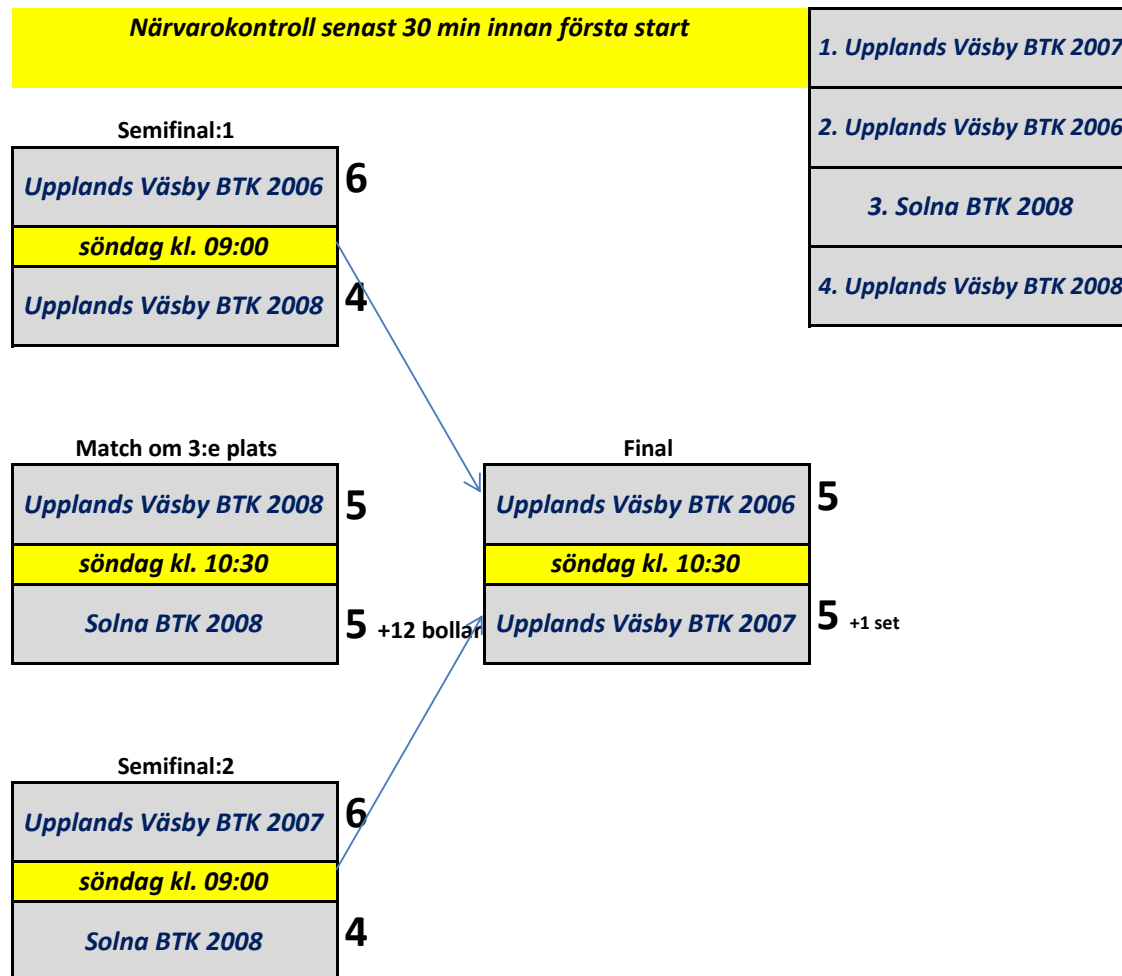 Närvarokontroll senast 30 min innan första start
1. Upplands Väsby BTK 2007
2. Upplands Väsby BTK 2006
3. Solna BTK 2008
4. Upplands Väsby BTK 2008
Semifinal:1
Upplands Väsby BTK 2006 6
söndag kl. 09:00
Upplands Väsby BTK 2008 4
Match om 3:e plats
Upplands Väsby BTK 2008 5
söndag kl. 10:30
Solna BTK 2008 5 +12 bollar
Final
Upplands Väsby BTK 2006 5
söndag kl. 10:30
Upplands Väsby BTK 2007 5 +1 set
Semifinal:2
Upplands Väsby BTK 2007 6
söndag kl. 09:00
Solna BTK 2008 4